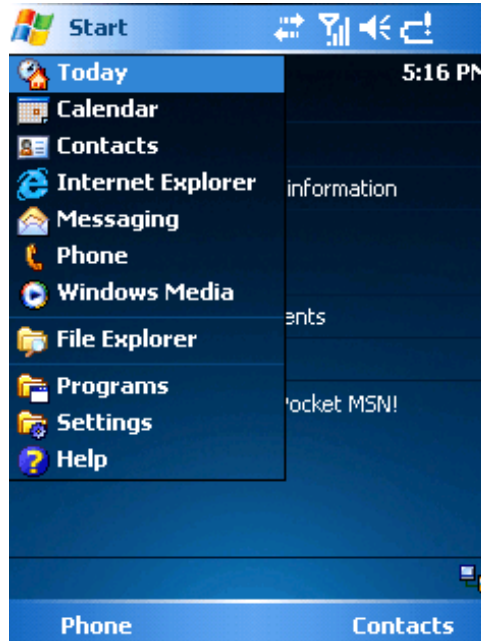 Start
Today
5:16 PM
Calendar
Contacts
Internet Explorer
information
Messaging
Phone
Windows Media
ents
File Explorer
Programs
Pocket MSN!
Settings
Help
Phone
Contacts